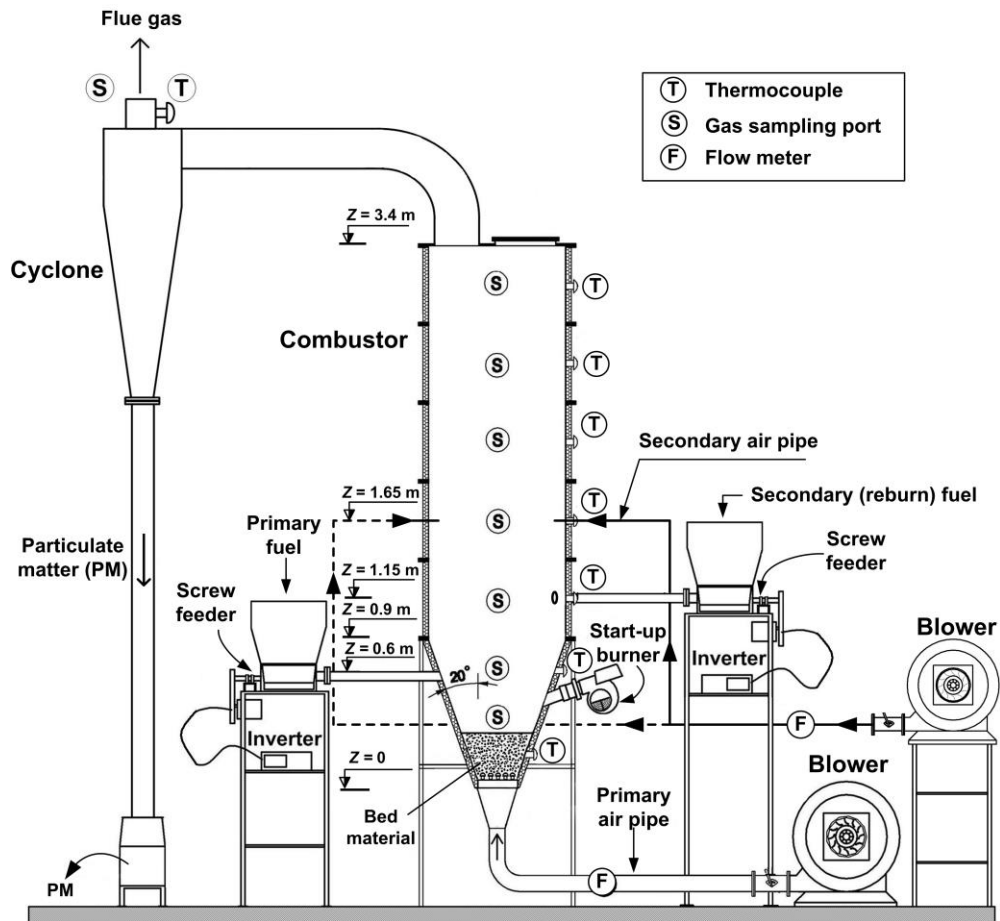 Flue gas
S
T
T Thermocouple
S Gas sampling port
F Flow meter
Z = 3.4 m
Cyclone
Combustor
S
T
S
T
S
T
Secondary air pipe
Z = 1.65 m
S
T
Secondary (reburn) fuel
Primary
fuel
Particulate
matter (PM)
Screw
feeder
Z = 1.15 m
S
T
Screw
feeder
Z = 0.9 m
Z = 0.6 m
20°
S
T
Start-up
burner
Inverter
Blower
S
F
Inverter
T
Z = 0
Bed
material
Primary
air pipe
Blower
F
PM